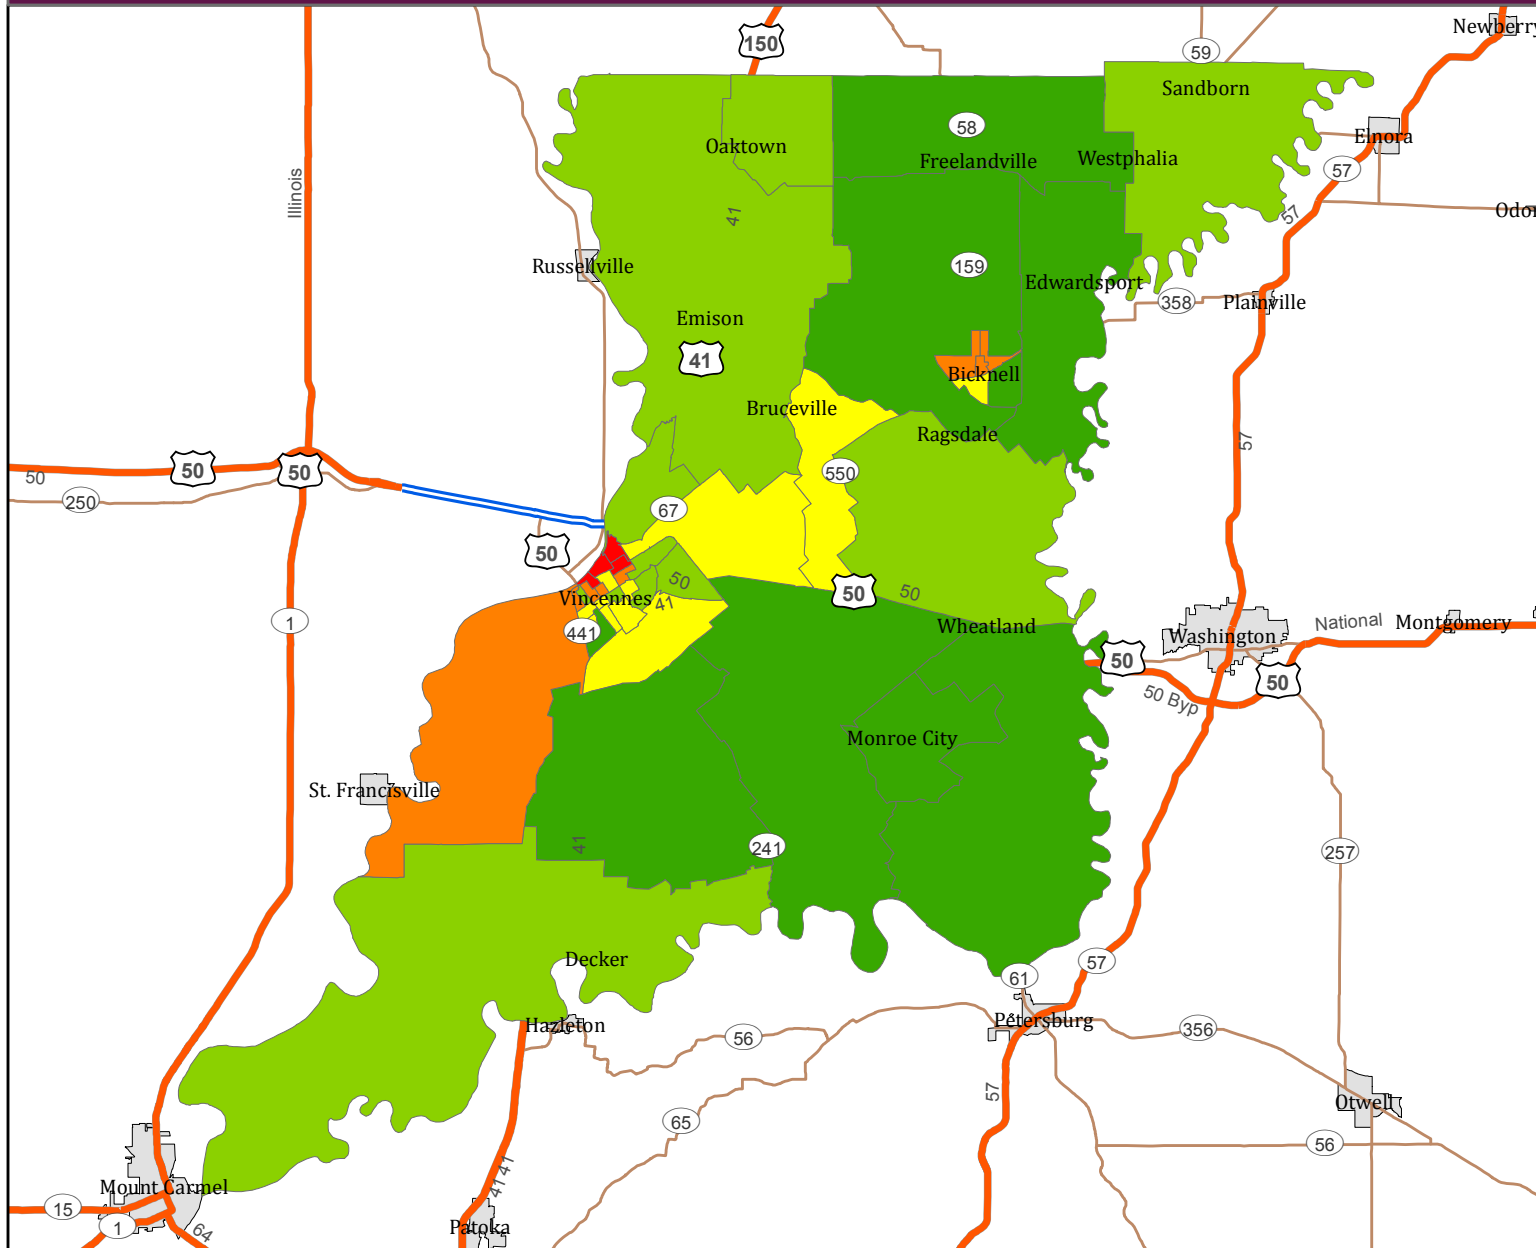 Newberry
150
59
Sandborn
58
Elnora
Oaktown
Freelandville
Westphalia
57
Illinois
41
57
Odon
Russellville
159
Edwardsport
358
Plainville
Emison
41
Bicknell
Bruceville
Ragsdale
57
50
50
50
550
250
67
50
50
41
50
50
Vincennes
1
441
Wheatland
Washington
National
Montgomery
50
50
50 Byp
Monroe City
St. Francisville
41
241
257
Decker
57
61
Hazleton
Petersburg
56
356
57
65
Otwell
56
41
41
Mount Carmel
15
1
64
Patoka